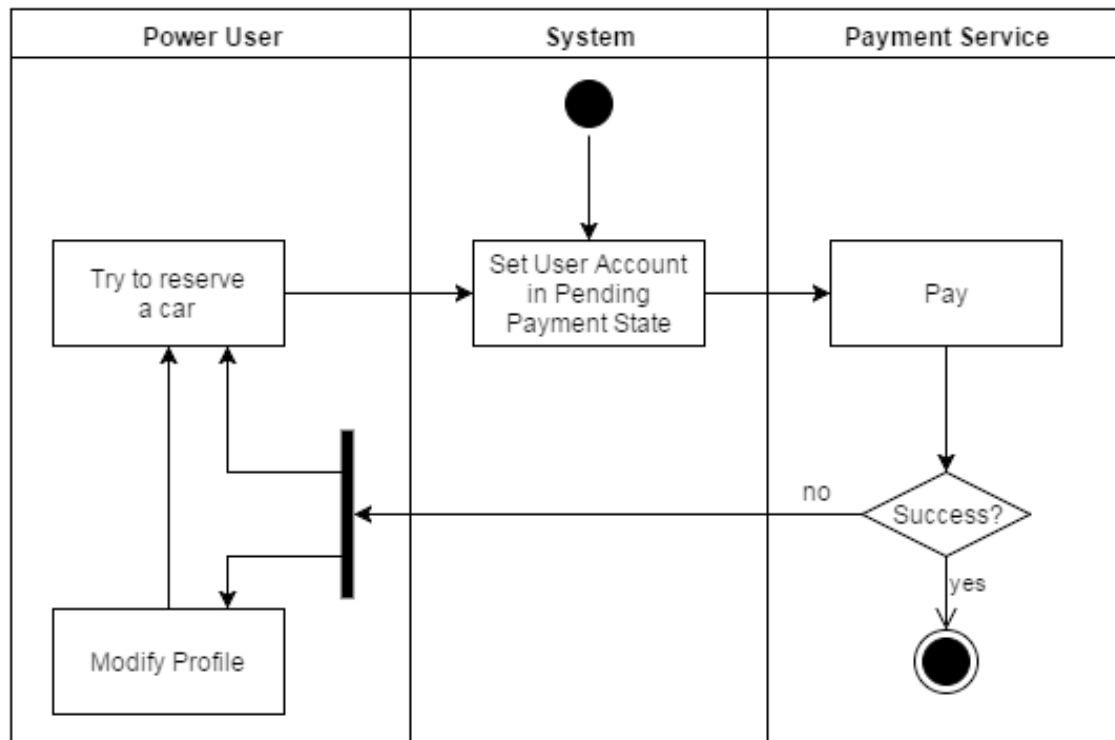 Power User
System
Payment Service
Try to reserve
a car
Set User Account
in Pending
Payment State
Pay
no
Success?
yes
Modify Profile